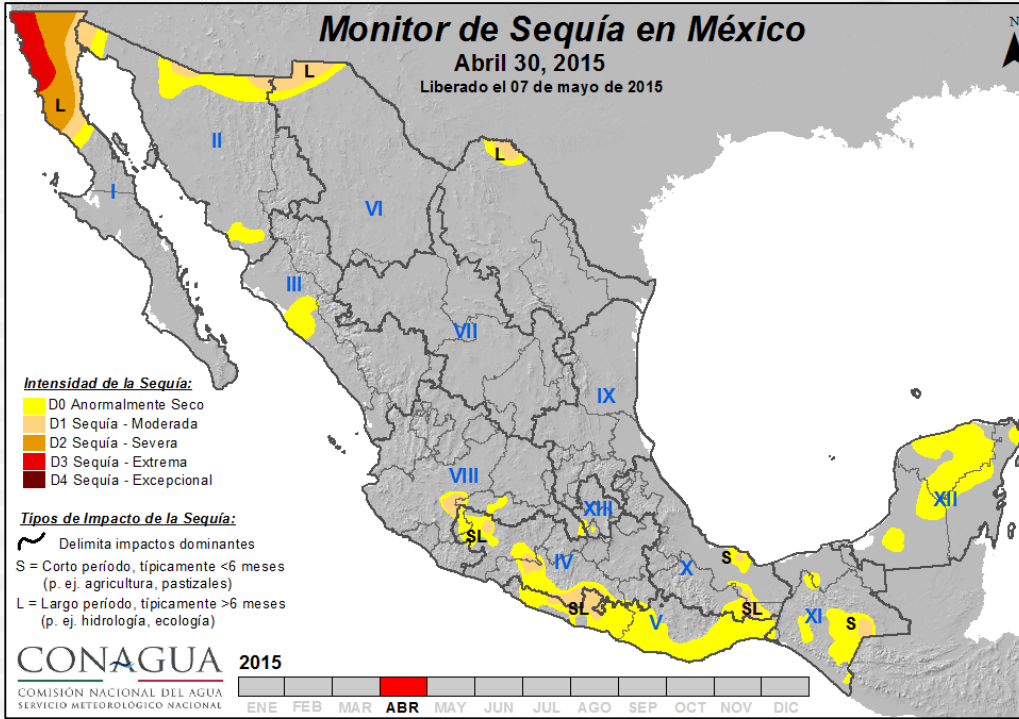 Monitor de Sequía en México
Abril 30, 2015
Liberado el 07 de mayo de 2015
N
L
L
L
II
I
VI
III
VII
IX
VIII
XIII
XII
SL
IV
X
S
SL
V
SL
XI
S
Intensidad de la Sequía:
D0 Anormalmente Seco
D1 Sequía - Moderada
D2 Sequía - Severa
D3 Sequía - Extrema
D4 Sequía - Excepcional
Tipos de Impacto de la Sequía:
Delimita impactos dominantes
S = Corto período, típicamente <6 meses
(p. ej. agricultura, pastizales)
L = Largo período, típicamente >6 meses
(p. ej. hidrología, ecología)
CONAGUA
COMISIÓN NACIONAL DEL AGUA
SERVICIO METEOROLÓGICO NACIONAL
2015
ENE FEB MAR ABR MAY JUN JUL AGO SEP OCT NOV DIC